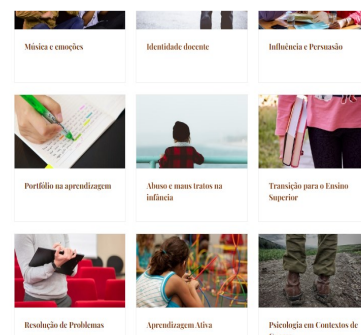 Música e emoções
Identidade docente
Influência e Persuasão
Portfólio na aprendizagem
Abuso e maus tratos na
infância
Transição para o Ensino
Superior
Resolução de Problemas
Aprendizagem Ativa
Psicologia em Contextos de